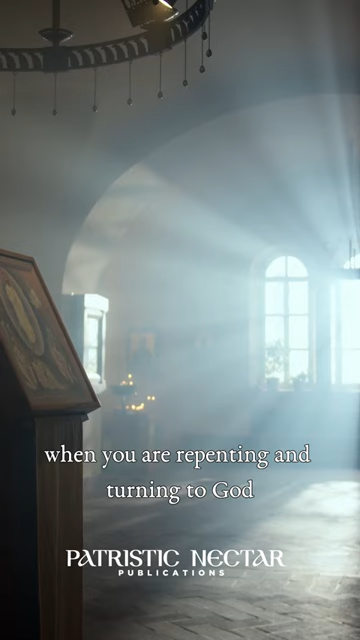 when you are repenting and
turning to God
PATRISTIC NECTAR
PUBLICATIONS